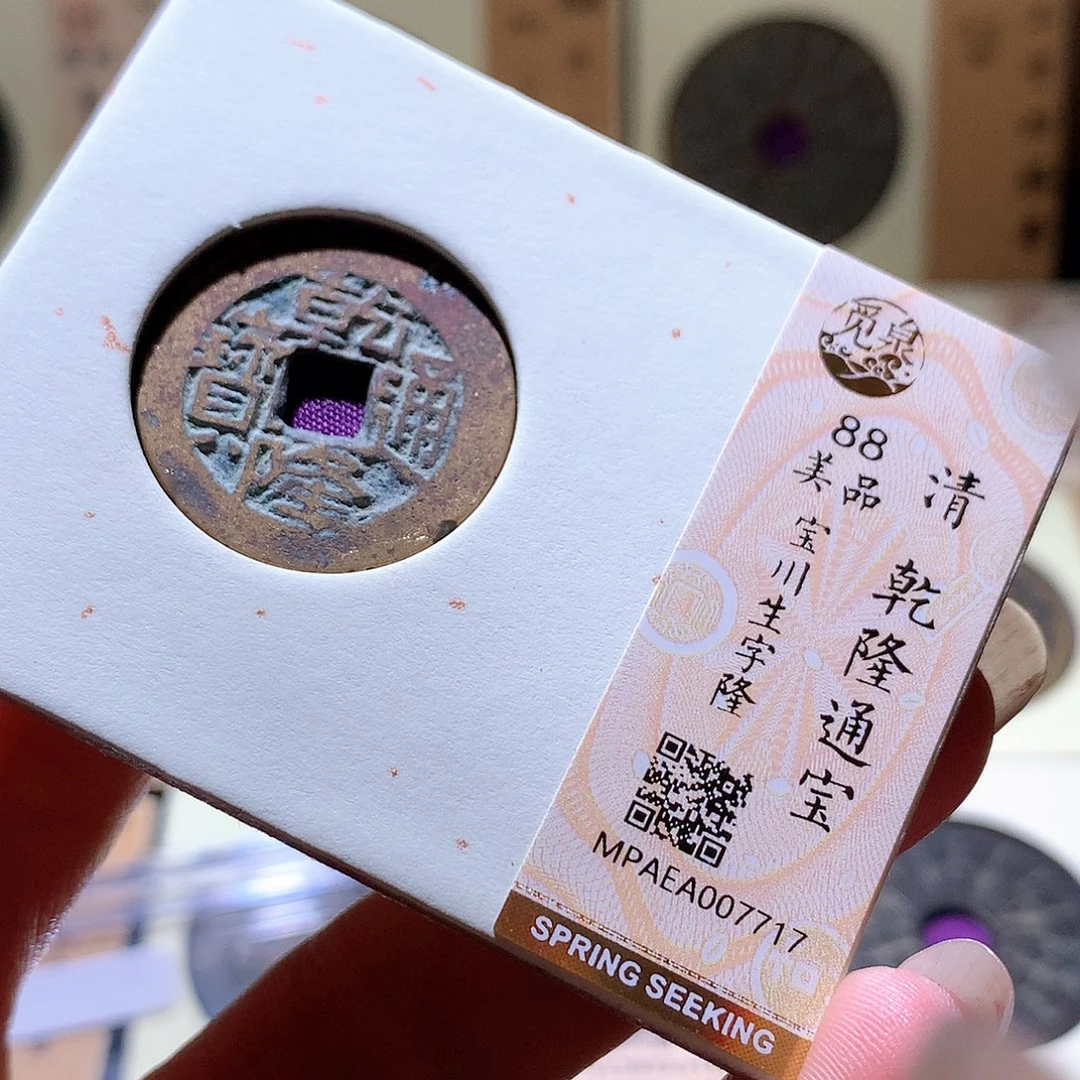 乾隆通寶
觅泉
清 乾隆通宝
88
美品
宝川生字隆
MPAEA007717
SPRING SEEKING